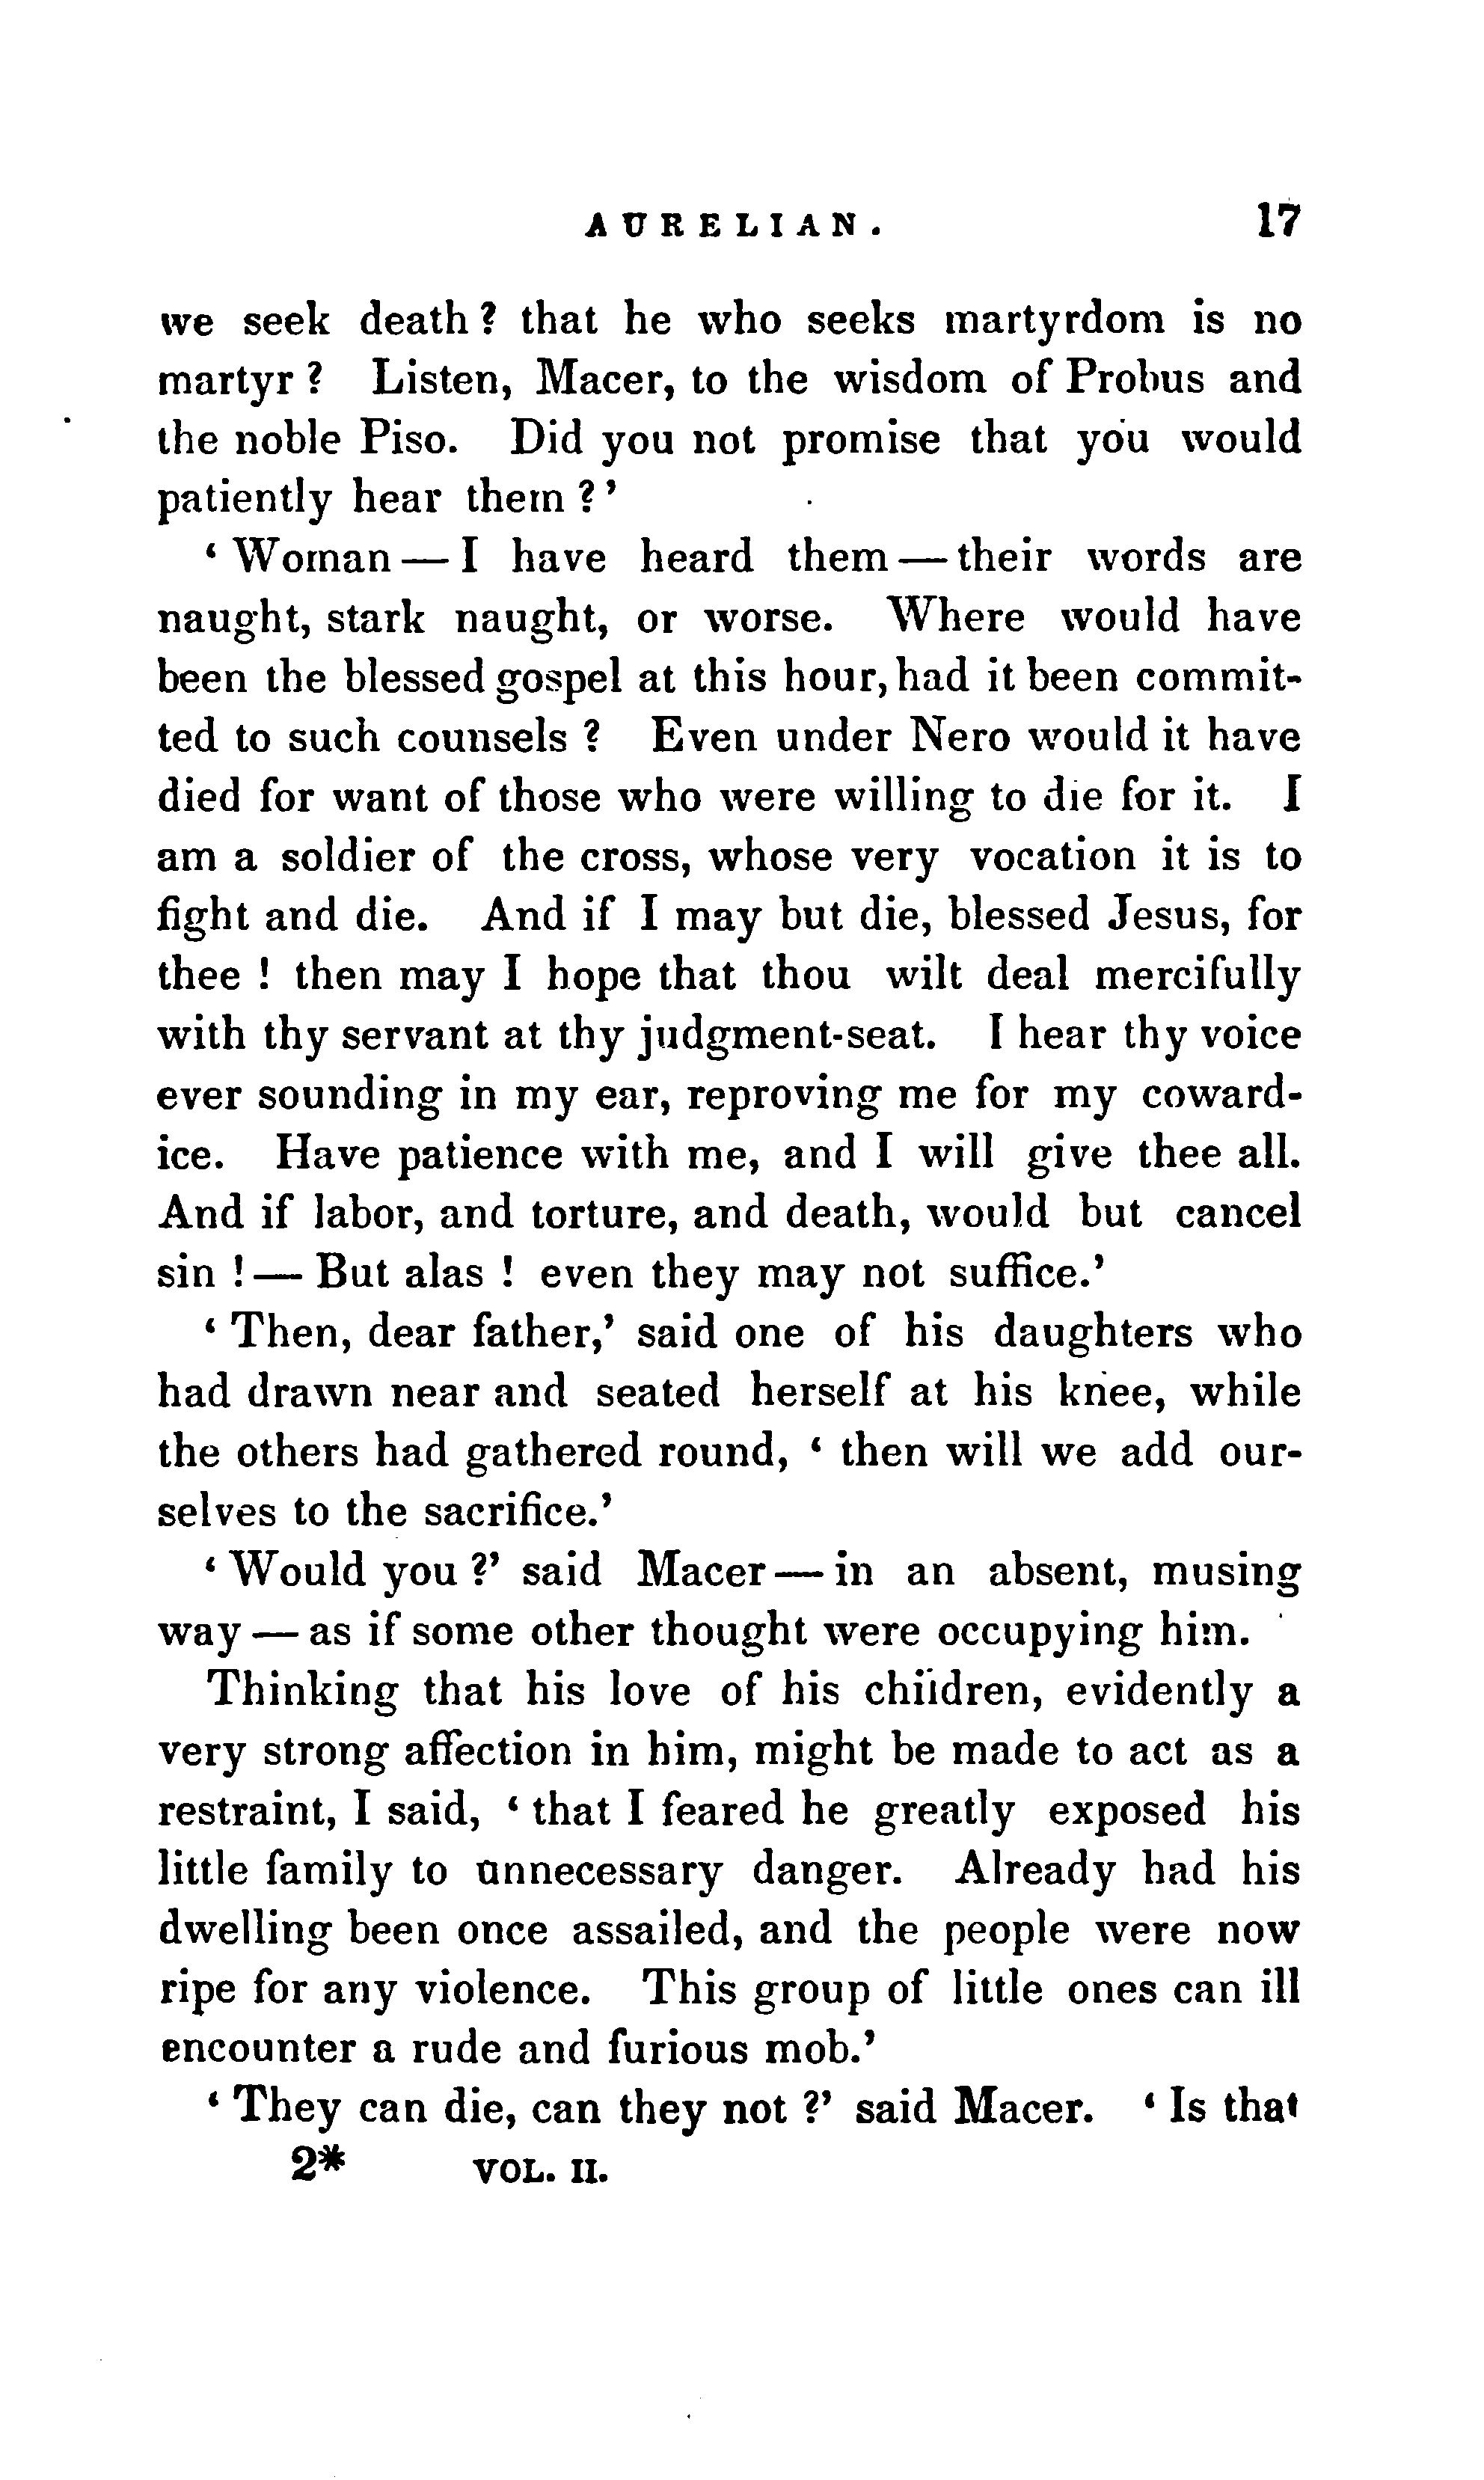 AURELIAN. 17
we seek death? that he who seeks martyrdom is no
martyr? Listen, Macer, to the wisdom of Probus and
the noble Piso. Did you not promise that you would
patiently hear them?'
'Woman—I have heard them—their words are
naught, stark naught, or worse. Where would have
been the blessed gospel at this hour, had it been commit-
ted to such counsels? Even under Nero would it have
died for want of those who were willing to die for it. I
am a soldier of the cross, whose very vocation it is to
fight and die. And if I may but die, blessed Jesus, for
thee! then may I hope that thou wilt deal mercifully
with thy servant at thy judgment-seat. I hear thy voice
ever sounding in my ear, reproving me for my coward-
ice. Have patience with me, and I will give thee all.
And if labor, and torture, and death, would but cancel
sin!—But alas! even they may not suffice.'
'Then, dear father,' said one of his daughters who
had drawn near and seated herself at his knee, while
the others had gathered round, 'then will we add our-
selves to the sacrifice.'
'Would you?' said Macer—in an absent, musing
way—as if some other thought were occupying him.
Thinking that his love of his children, evidently a
very strong affection in him, might be made to act as a
restraint, I said, 'that I feared he greatly exposed his
little family to unnecessary danger. Already had his
dwelling been once assailed, and the people were now
ripe for any violence. This group of little ones can ill
encounter a rude and furious mob.'
'They can die, can they not?' said Macer. 'Is that
2* VOL. II.